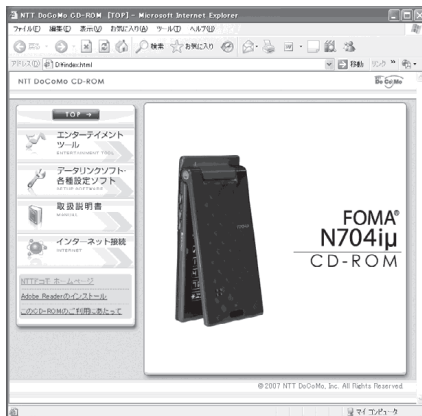 NTT DoCoMo CD-ROM [TOP] - Microsoft Internet Explorer
ファイル(F) 編集(E) 表示(V) お気に入り(A) ツール(T) ヘルプ(H)
戻る 検索 お気に入り
アドレス(D) D:¥index.html 移動 リンク »
NTT DoCoMo CD-ROM
DoCoMo
TOP
エンターテイメント
ツール
ENTERTAINMENT TOOL
データリンクソフト・
各種設定ソフト
SETUP SOFTWARE
取扱説明書
MANUAL
インターネット接続
INTERNET
NTTドコモ ホームページ
Adobe Readerのインストール
このCD-ROMのご利用にあたって
FOMA®
N704iμ
CD-ROM
© 2007 NTT DoCoMo, Inc. All Rights Reserved
マイ コンピュータ